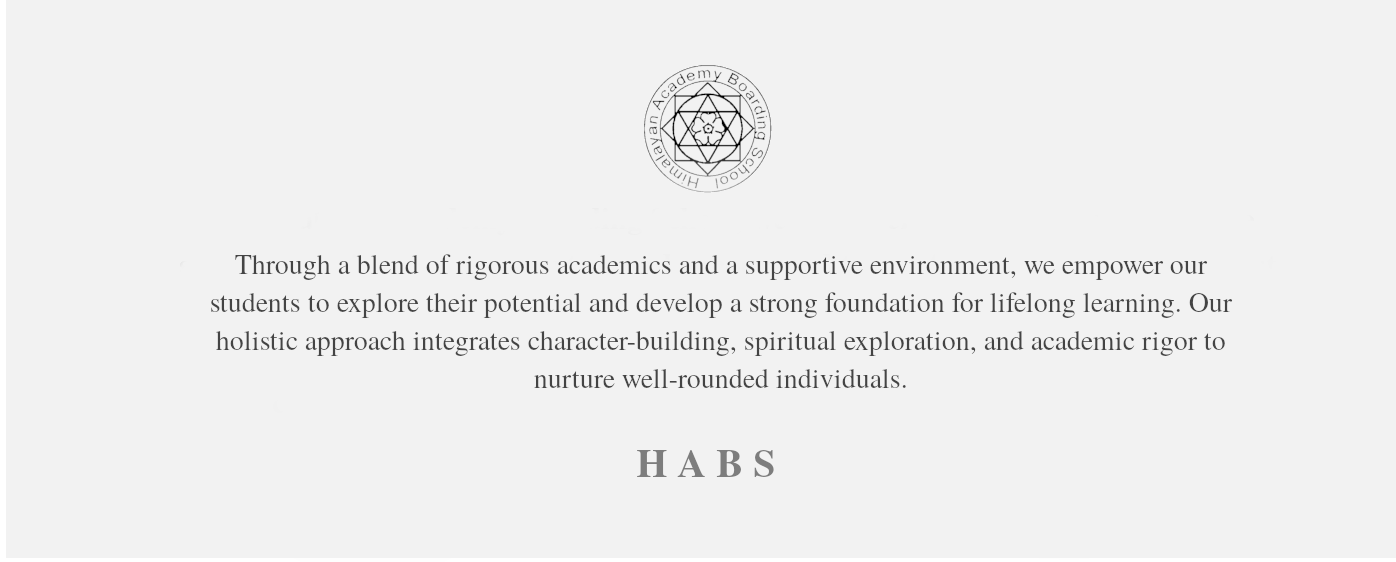 Himalayan Academy Boarding School
Through a blend of rigorous academics and a supportive environment, we empower our
students to explore their potential and develop a strong foundation for lifelong learning. Our
holistic approach integrates character-building, spiritual exploration, and academic rigor to
nurture well-rounded individuals.
HABS